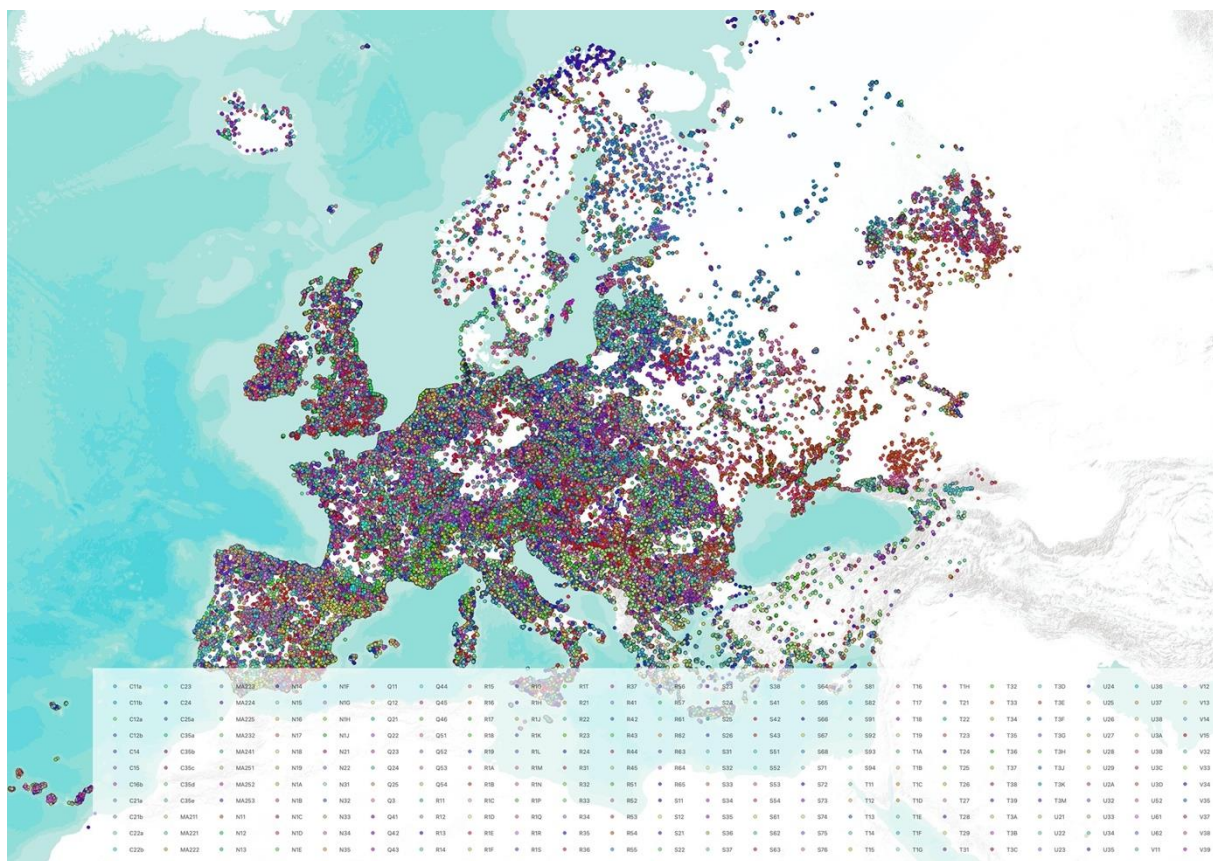 C11a C23 MA223 N14 N1F Q11 Q44 R15 R1T R37 R56 S23 S38 S64 S81 T16 T1H T32 T3D U24 U36 V12
C11b C24 MA224 N15 N1G Q12 Q45 R16 R1H R21 R41 R57 S24 S41 S65 S82 T17 T21 T33 T3E U25 U37 V13
C12a C25a MA225 N16 N1H Q21 Q46 R17 R1J R22 R42 R61 S25 S42 S66 S91 T18 T22 T34 T3F U26 U38 V14
C12b C35a MA232 N17 N1J Q22 Q51 R18 R1K R23 R43 R62 S26 S43 S67 S92 T19 T23 T35 T3G U27 U3A V15
C14 C35b MA241 N18 N21 Q23 Q52 R19 R1L R24 R44 R63 S31 S51 S68 S93 T1A T24 T36 T3H U28 U3B V32
C15 C35c MA251 N19 N22 Q24 Q53 R1A R1M R31 R45 R64 S32 S52 S71 S94 T1B T25 T37 T3J U29 U3C V33
C16b C35d MA252 N1A N31 Q25 Q54 R1B R1N R32 R51 R65 S33 S53 S72 T11 T1C T26 T38 T3K U2A U3D V34
C21a C35e MA253 N1B N32 Q3 R11 R1C R1P R33 R52 S11 S34 S54 S73 T12 T1D T27 T39 T3M U32 U52 V35
C21b MA211 N11 N1C N33 Q41 R12 R1D R1Q R34 R53 S12 S35 S61 S74 T13 T1E T28 T3A U21 U33 U61 V37
C22a MA221 N12 N1D N34 Q42 R13 R1E R1R R35 R54 S21 S36 S62 S75 T14 T1F T29 T3B U22 U34 U62 V38
C22b MA222 N13 N1E N35 Q43 R14 R1F R1S R36 R55 S22 S37 S63 S76 T15 T1G T31 T3C U23 U35 V11 V39